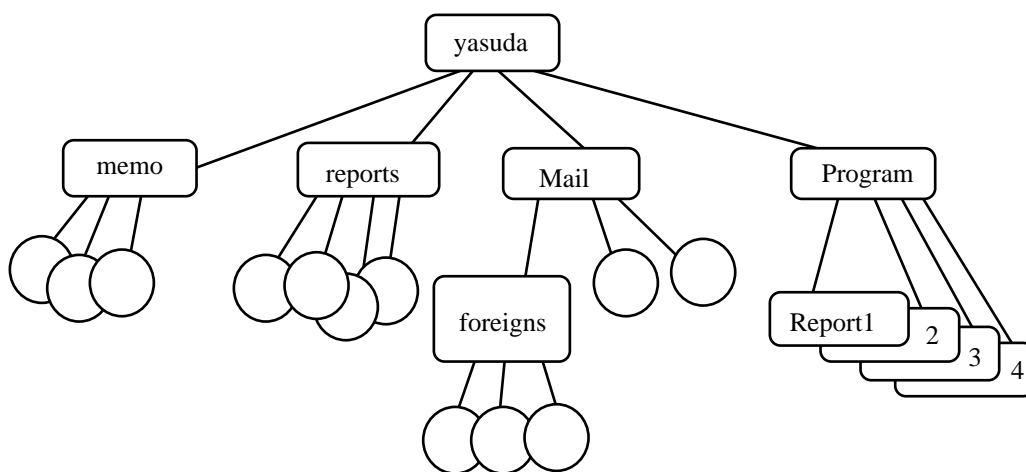 yasuda
memo
reports
Mail
Program
foreigns
Report1
2
3
4